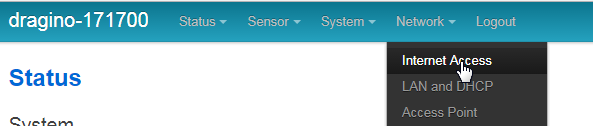 dragino-171700 Status Sensor System Network Logout
Internet Access
Status
LAN and DHCP
Access Point
System